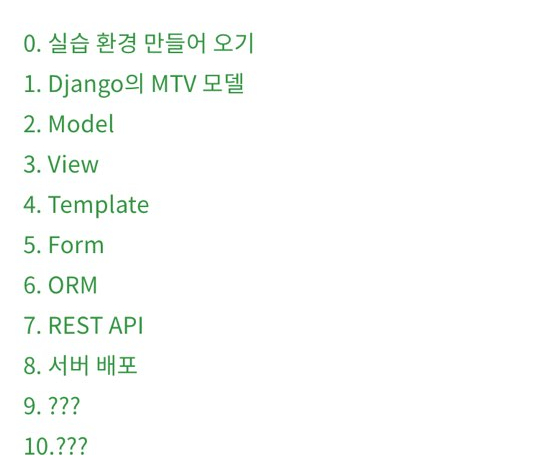 0. 실습 환경 만들어 오기
1. Django의 MTV 모델
2. Model
3. View
4. Template
5. Form
6. ORM
7. REST API
8. 서버 배포
9. ???
10.???